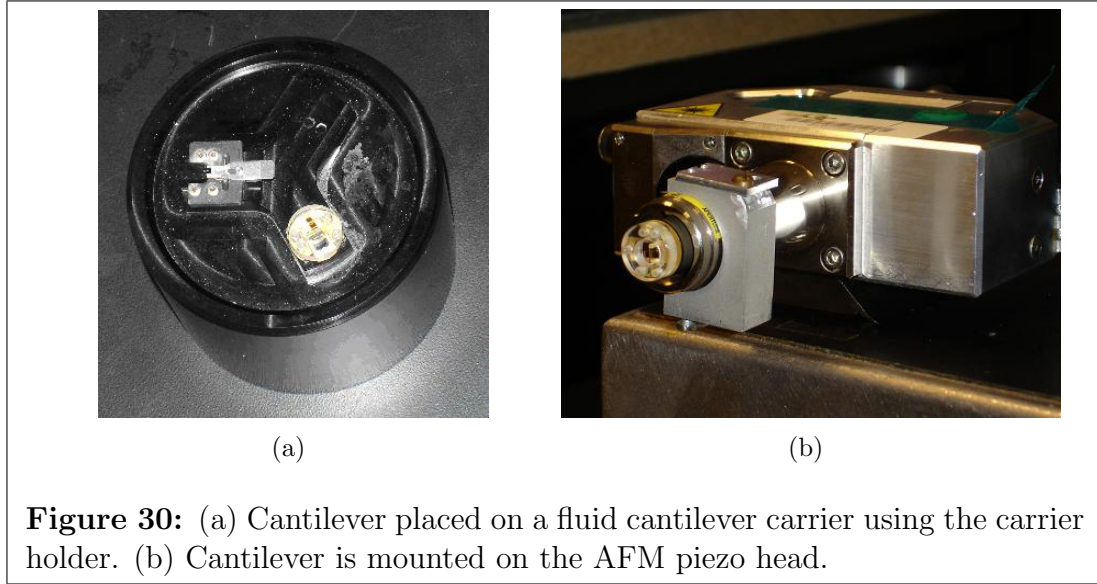 (a)
(b)
Figure 30: (a) Cantilever placed on a fluid cantilever carrier using the carrier
holder. (b) Cantilever is mounted on the AFM piezo head.